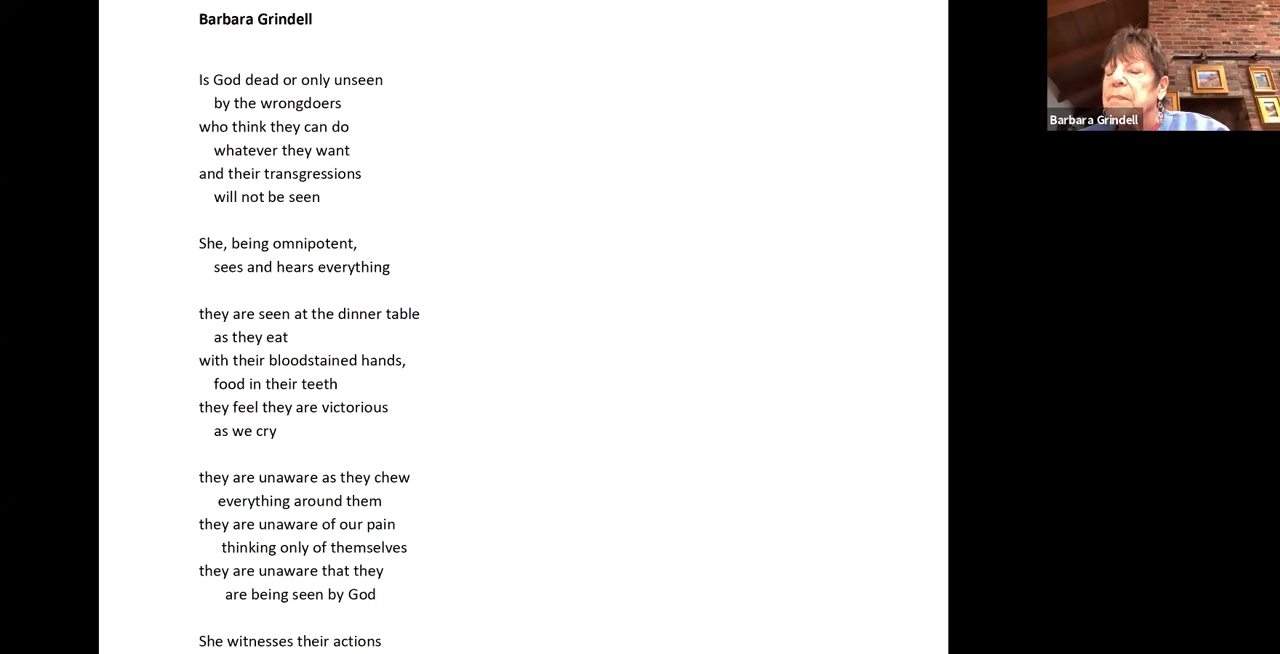 Barbara Grindell
Is God dead or only unseen
by the wrongdoers
who think they can do
whatever they want
and their transgressions
will not be seen
She, being omnipotent,
sees and hears everything
they are seen at the dinner table
as they eat
with their bloodstained hands,
food in their teeth
they feel they are victorious
as we cry
they are unaware as they chew
everything around them
they are unaware of our pain
thinking only of themselves
they are unaware that they
are being seen by God
She witnesses their actions
Barbara Grindell